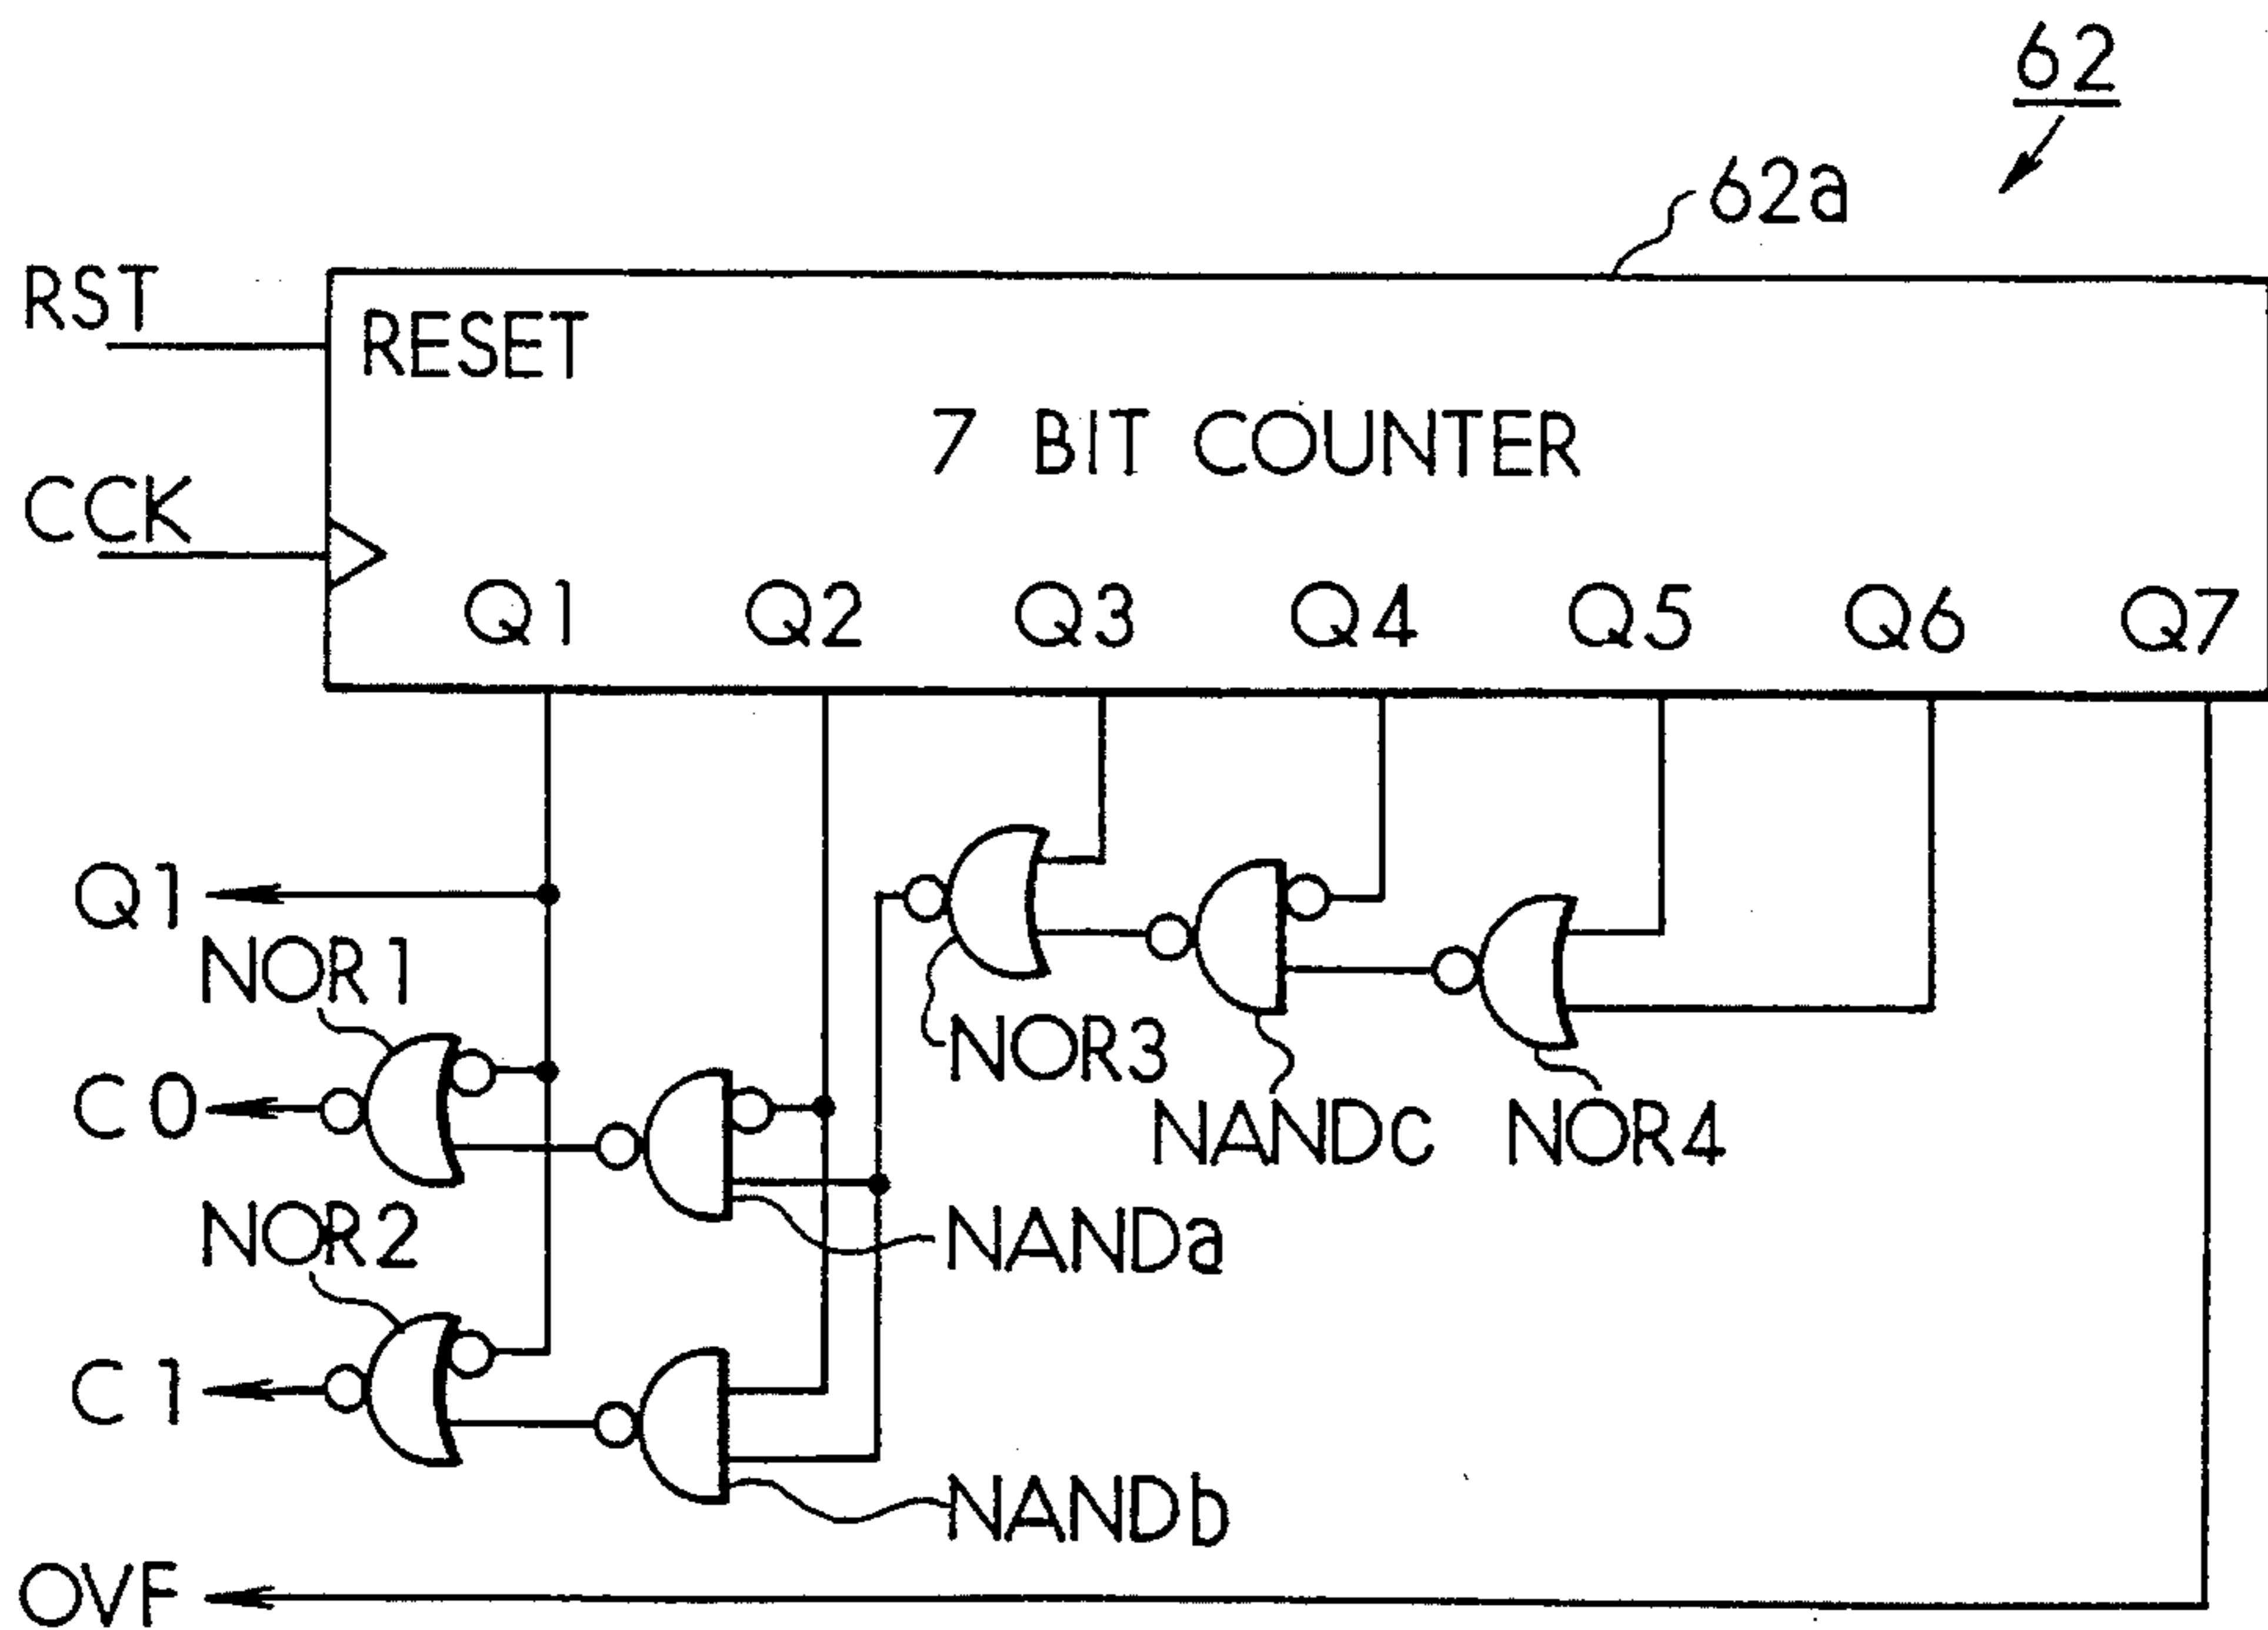 62
62a
RST
RESET
7 BIT COUNTER
CCK
Q1 Q2 Q3 Q4 Q5 Q6 Q7
Q1
NOR1
NOR3
C0
NANDc
NOR4
NOR2
NANDa
C1
NANDb
OVF